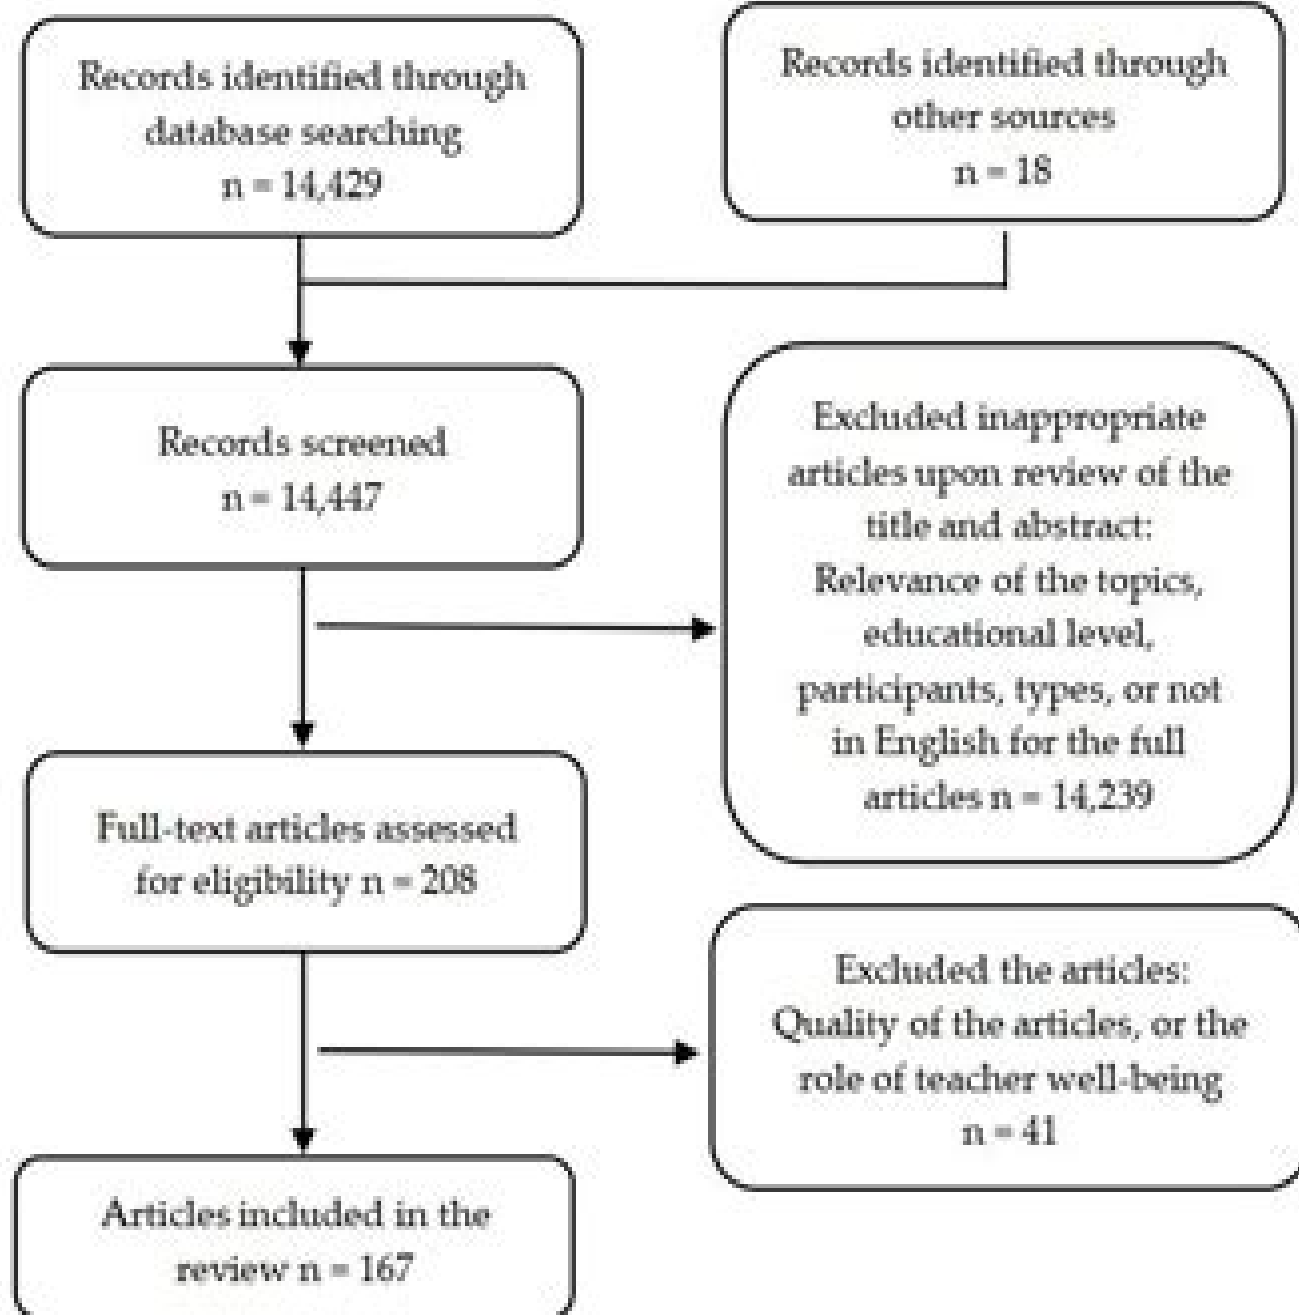 Records identified through
database searching
n = 14,429
Records identified through
other sources
n = 18
Records screened
n = 14,447
Excluded inappropriate
articles upon review of the
title and abstract:
Relevance of the topics,
educational level,
participants, types, or not
in English for the full
articles n = 14,239
Full-text articles assessed
for eligibility n = 208
Excluded the articles:
Quality of the articles, or the
role of teacher well-being
n = 41
Articles included in the
review n = 167